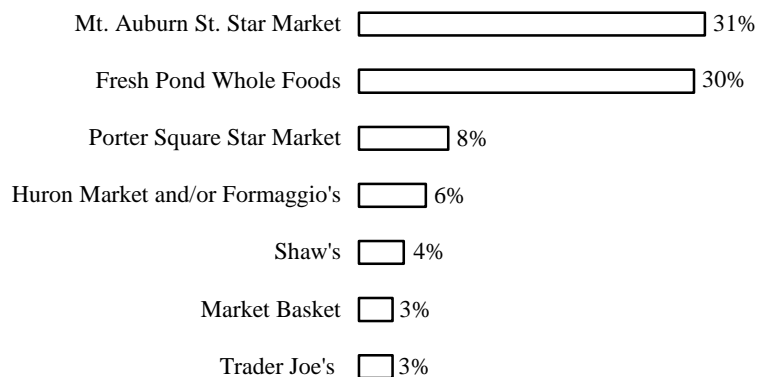 Mt. Auburn St. Star Market 31%
Fresh Pond Whole Foods 30%
Porter Square Star Market 8%
Huron Market and/or Formaggio's 6%
Shaw's 4%
Market Basket 3%
Trader Joe's 3%